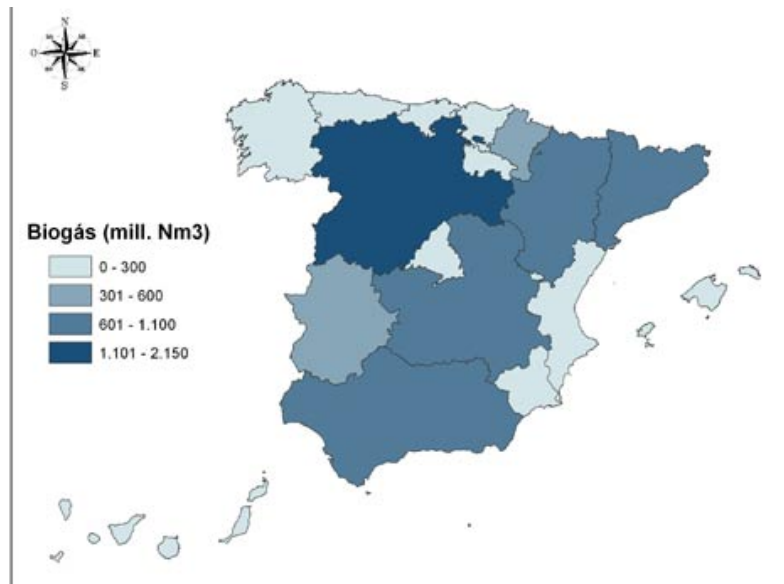 N
O E
S
Biogás (mill. Nm3)
0 - 300
301 - 600
601 - 1.100
1.101 - 2.150